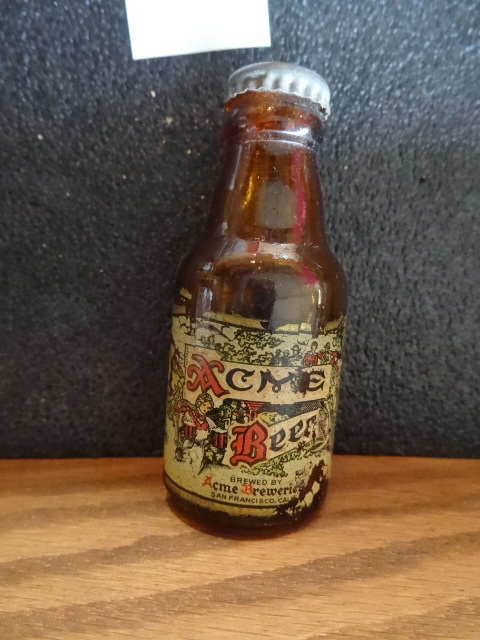 Acme
Beer
BREWED BY
Acme Breweries
SAN FRANCISCO, CAL